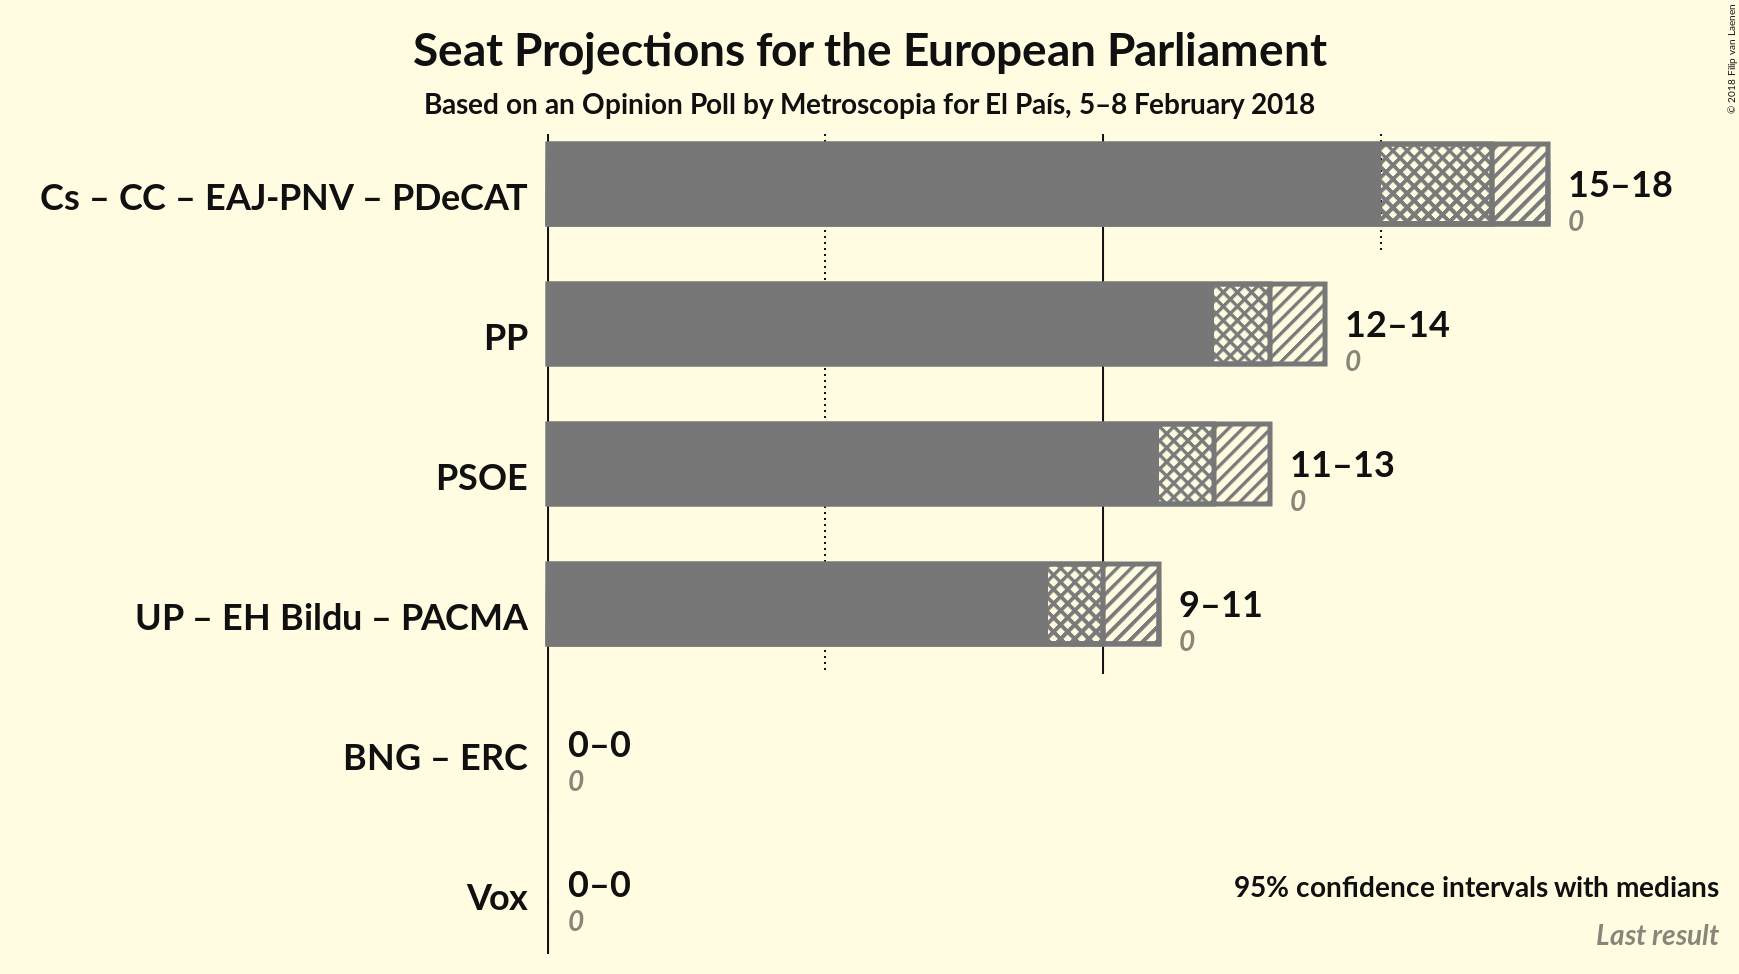 Seat Projections for the European Parliament
Based on an Opinion Poll by Metroscopia for El País, 5–8 February 2018
© 2018 Filip van Laenen
Cs – CC – EAJ-PNV – PDeCAT
15–18
0
PP
12–14
0
PSOE
11–13
0
UP – EH Bildu – PACMA
9–11
0
BNG – ERC
0–0
0
Vox
0–0
0
95% confidence intervals with medians
Last result